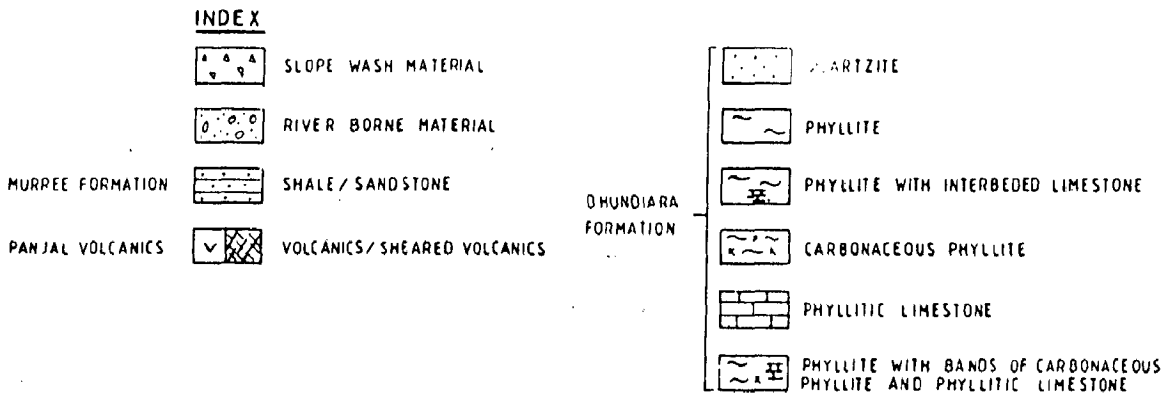 INDEX
SLOPE WASH MATERIAL
RIVER BORNE MATERIAL
MURREE FORMATION
SHALE/SANDSTONE
PANJAL VOLCANICS
VOLCANICS/SHEARED VOLCANICS
DHUNDIARA
FORMATION
PHYLLITE
PHYLLITE WITH INTERBEDED LIMESTONE
CARBONACEOUS PHYLLITE
PHYLLITIC LIMESTONE
PHYLLITE WITH BANDS OF CARBONACEOUS
PHYLLITE AND PHYLLITIC LIMESTONE